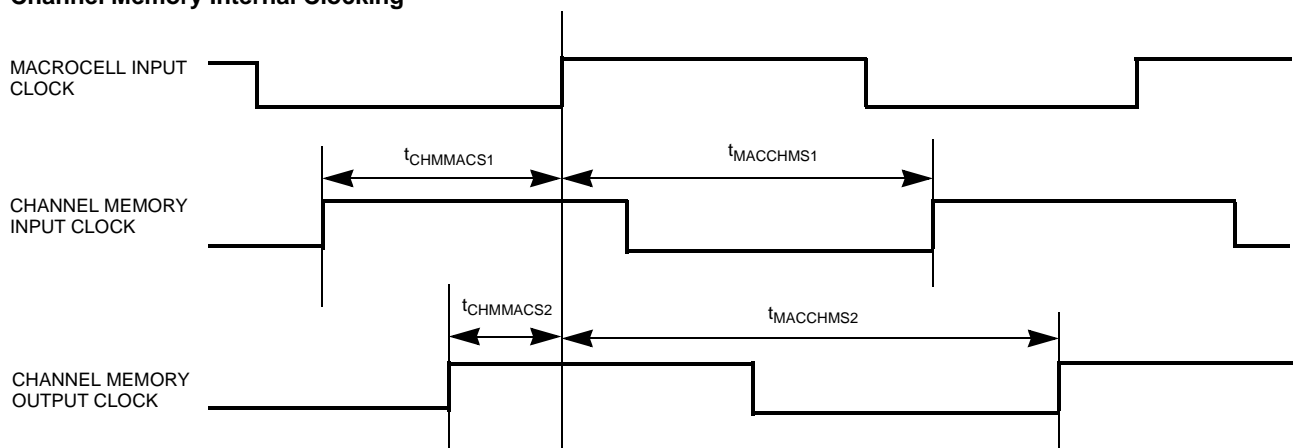 Channel Memory Internal Clocking
MACROCELL INPUT
CLOCK
tCHMMACS1
tMACCHMS1
CHANNEL MEMORY
INPUT CLOCK
tCHMMACS2
tMACCHMS2
CHANNEL MEMORY
OUTPUT CLOCK